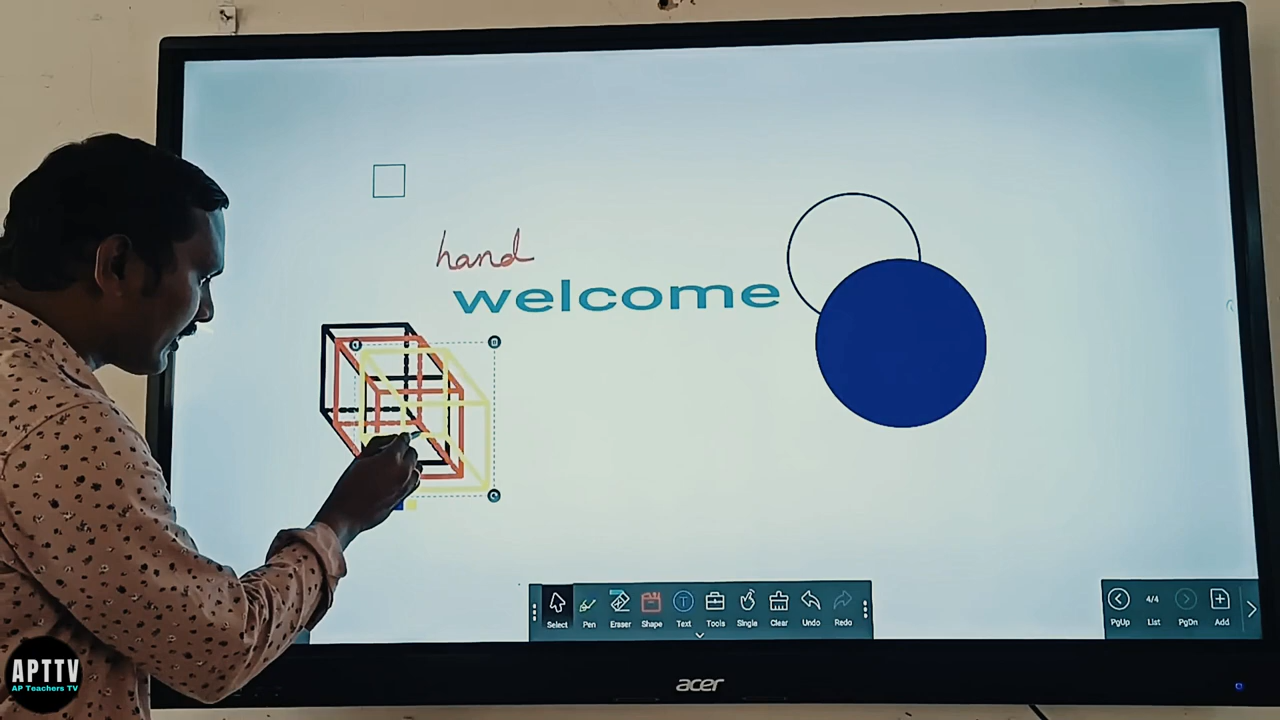 hand
welcome
Select Pen Eraser Shape Text Tools Single Clear Undo Redo
4/4
PgUp List PgDn Add
acer
APTTV
AP Teachers TV